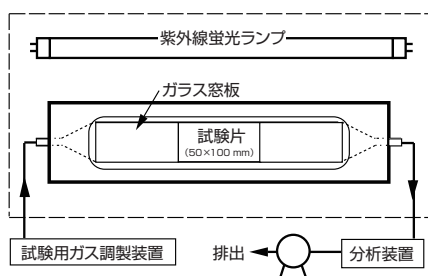 紫外線蛍光ランプ
ガラス窓板
試験片
(50×100 mm)
試験用ガス調製装置
排出
分析装置